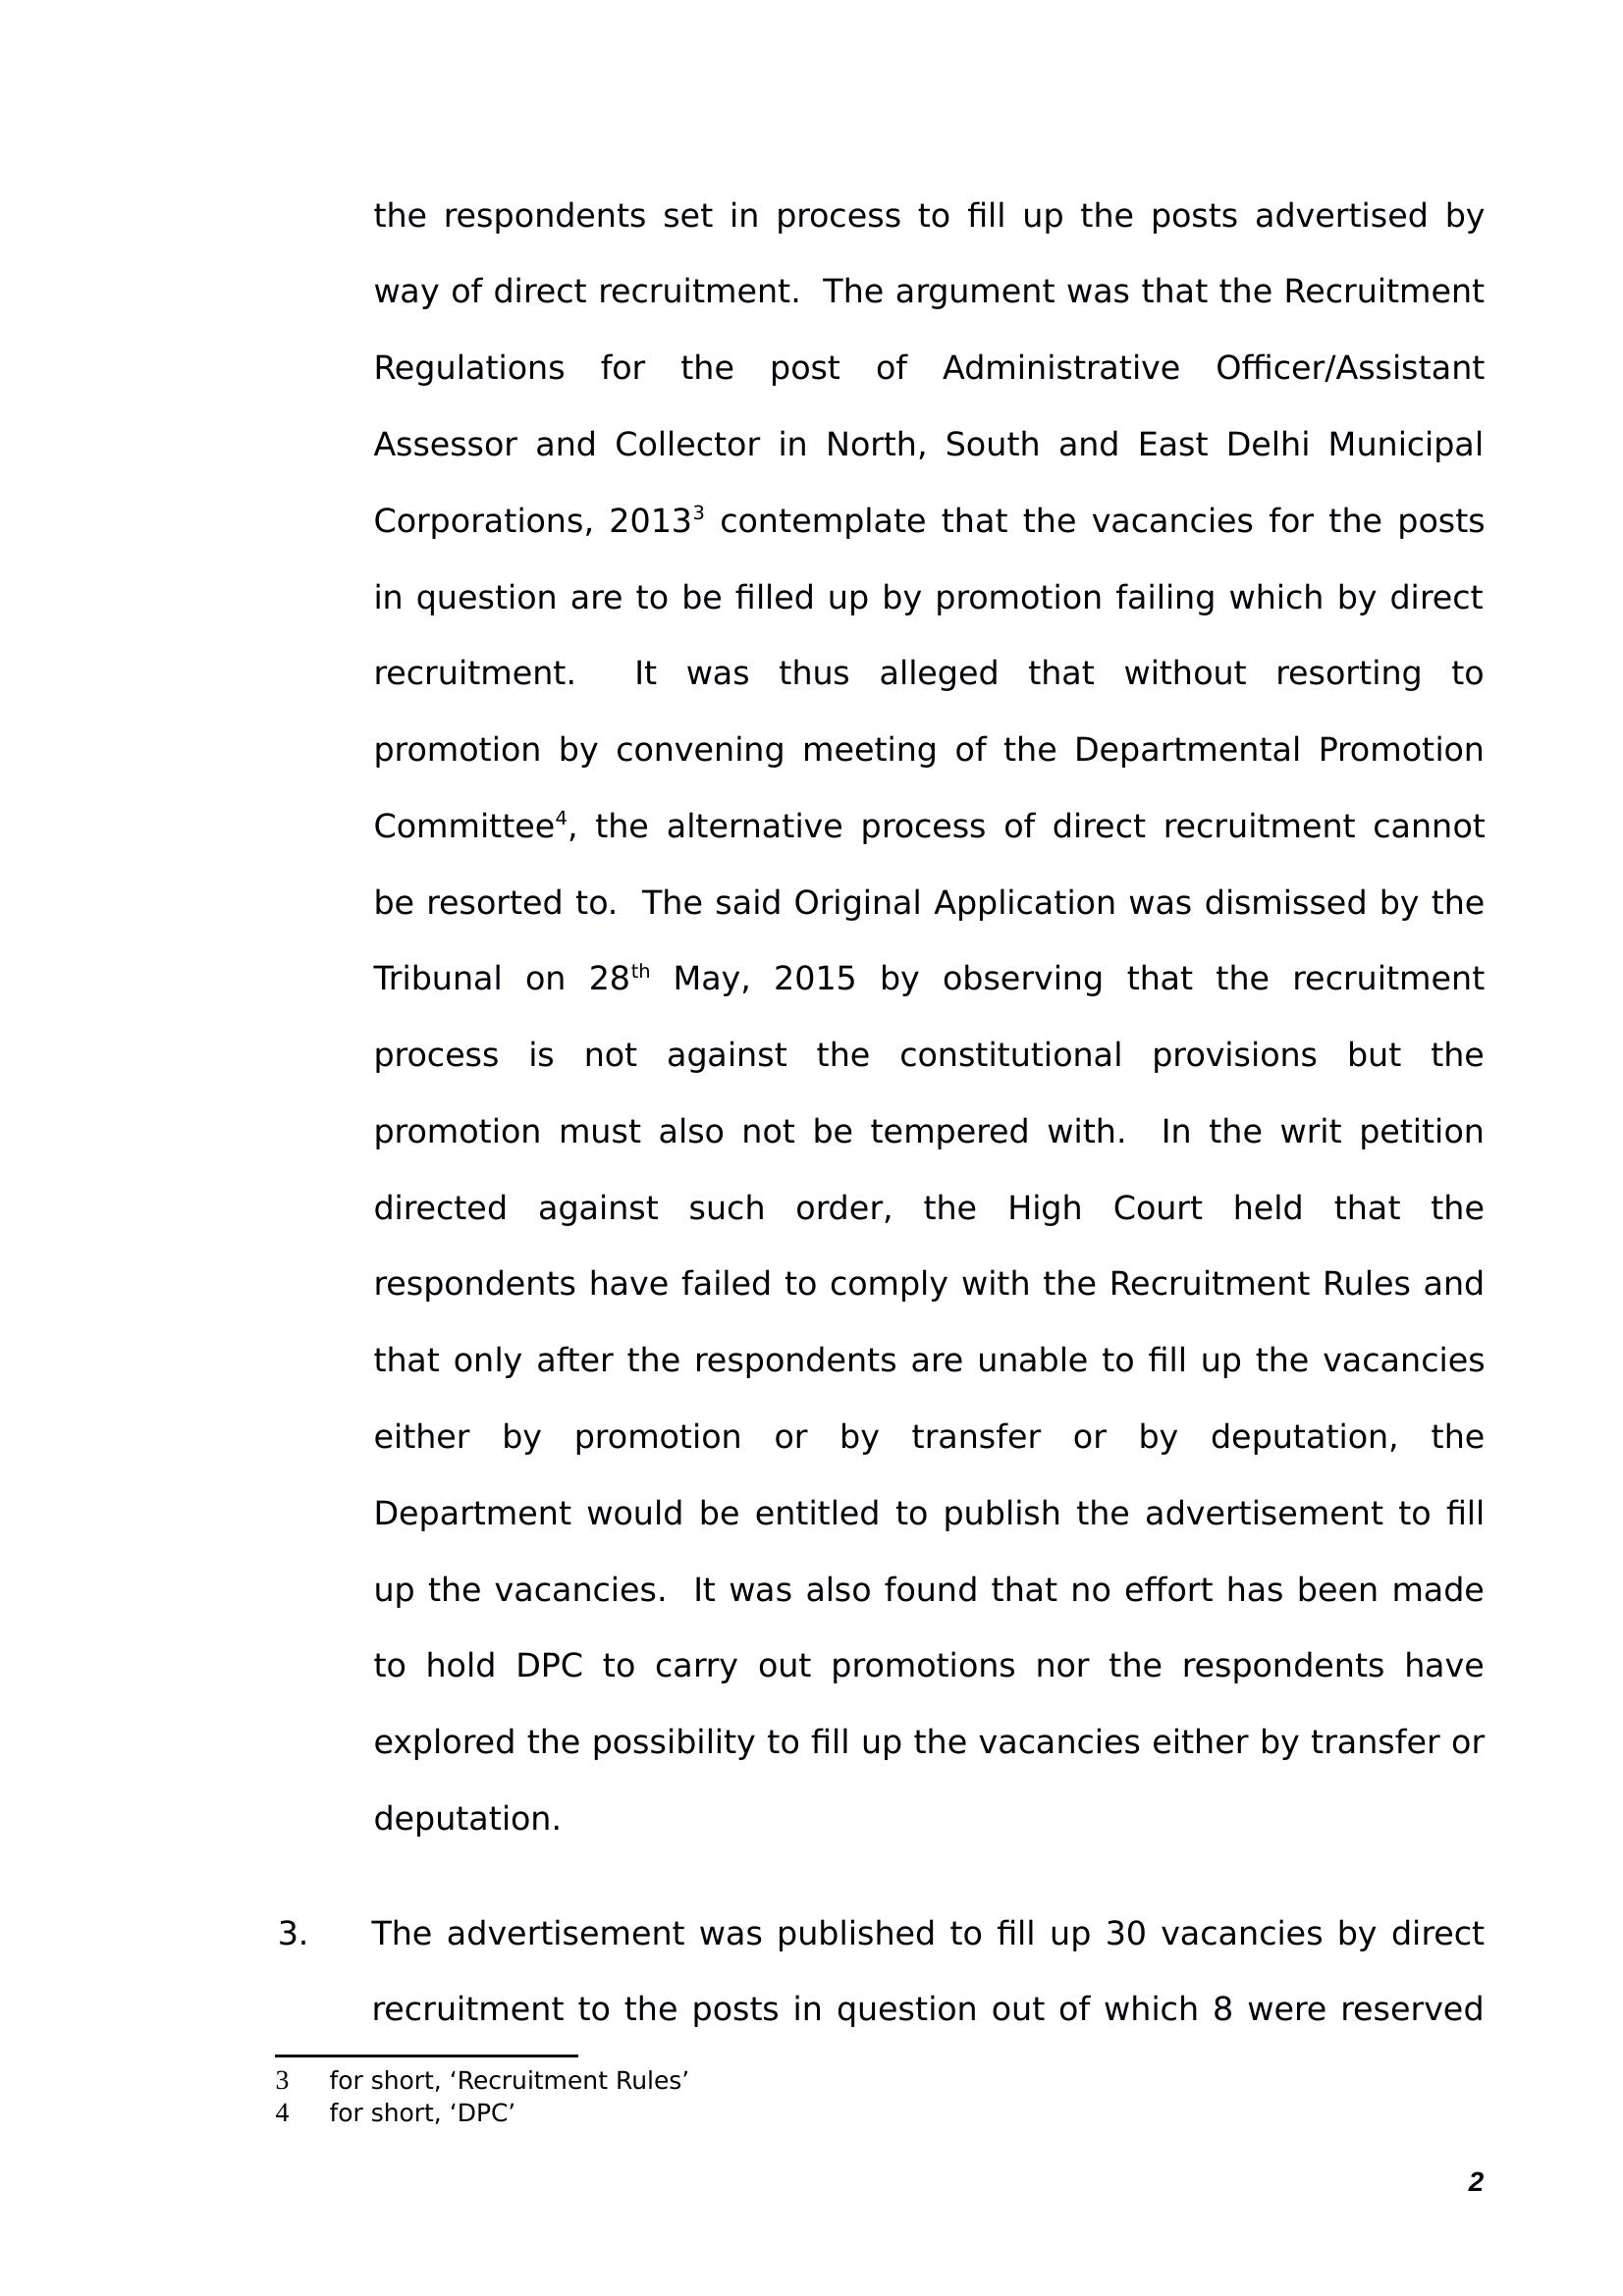 the respondents set in process to fill up the posts advertised by
way of direct recruitment.  The argument was that the Recruitment
Regulations for the post of Administrative Officer/Assistant
Assessor and Collector in North, South and East Delhi Municipal
Corporations, 2013³ contemplate that the vacancies for the posts
in question are to be filled up by promotion failing which by direct
recruitment.  It was thus alleged that without resorting to
promotion by convening meeting of the Departmental Promotion
Committee⁴, the alternative process of direct recruitment cannot
be resorted to.  The said Original Application was dismissed by the
Tribunal on 28th May, 2015 by observing that the recruitment
process is not against the constitutional provisions but the
promotion must also not be tempered with.  In the writ petition
directed against such order, the High Court held that the
respondents have failed to comply with the Recruitment Rules and
that only after the respondents are unable to fill up the vacancies
either by promotion or by transfer or by deputation, the
Department would be entitled to publish the advertisement to fill
up the vacancies.  It was also found that no effort has been made
to hold DPC to carry out promotions nor the respondents have
explored the possibility to fill up the vacancies either by transfer or
deputation.
3. The advertisement was published to fill up 30 vacancies by direct
recruitment to the posts in question out of which 8 were reserved
3 for short, ‘Recruitment Rules’
4 for short, ‘DPC’
2